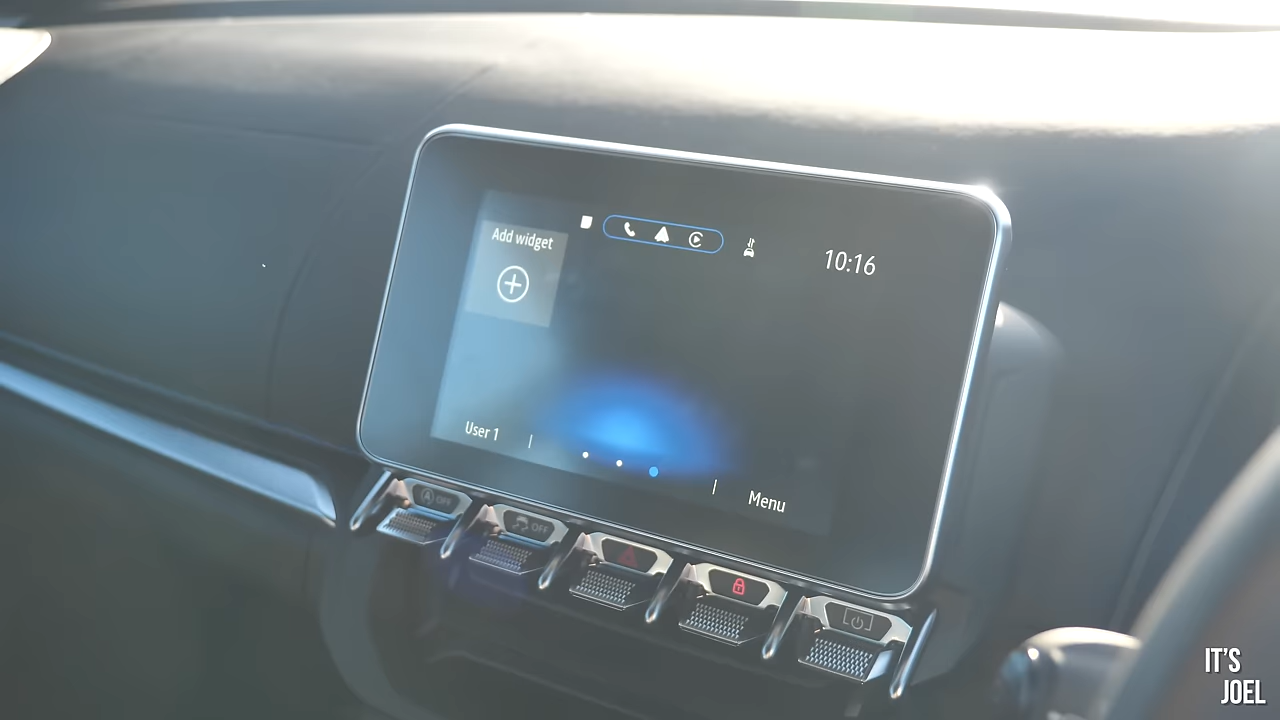 Add widget
10:16
User 1
Menu
A OFF
OFF
IT'S
JOEL